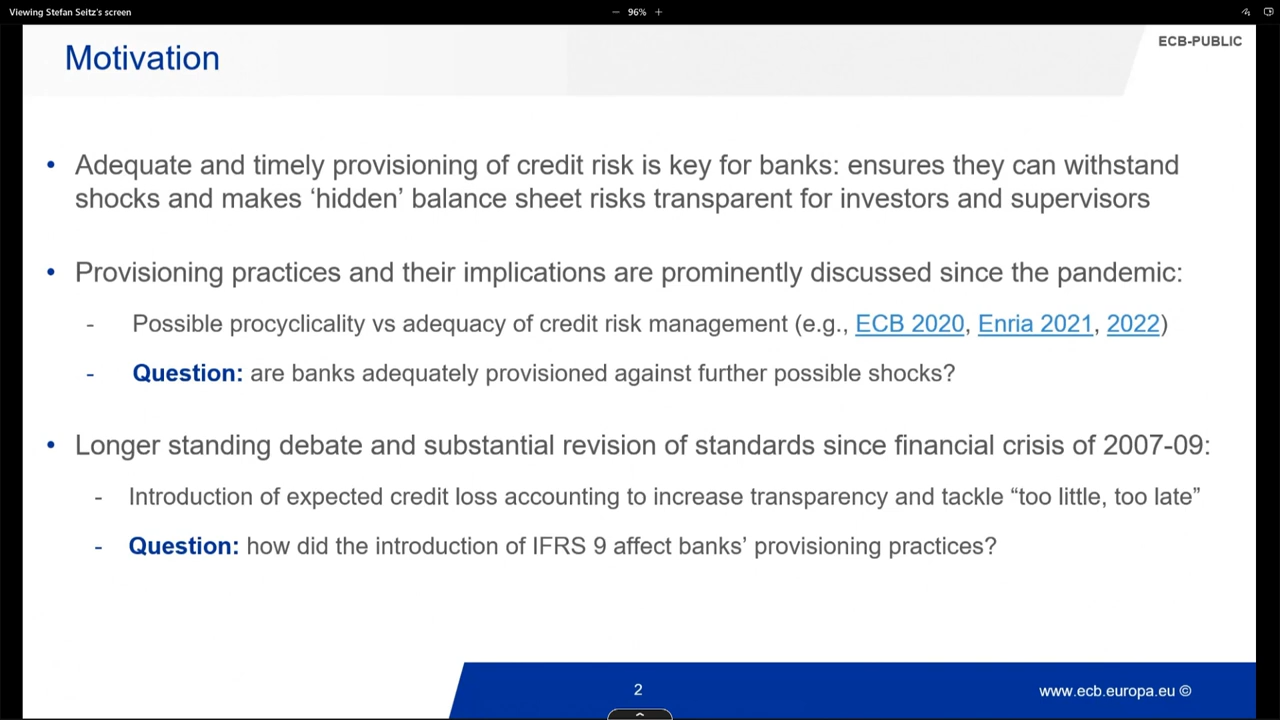 Viewing Stefan Seitz's screen
− 96% +
ECB-PUBLIC
Motivation
• Adequate and timely provisioning of credit risk is key for banks: ensures they can withstand
shocks and makes ‘hidden’ balance sheet risks transparent for investors and supervisors
• Provisioning practices and their implications are prominently discussed since the pandemic:
- Possible procyclicality vs adequacy of credit risk management (e.g., ECB 2020, Enria 2021, 2022)
- Question: are banks adequately provisioned against further possible shocks?
• Longer standing debate and substantial revision of standards since financial crisis of 2007-09:
- Introduction of expected credit loss accounting to increase transparency and tackle “too little, too late”
- Question: how did the introduction of IFRS 9 affect banks’ provisioning practices?
2
www.ecb.europa.eu ©